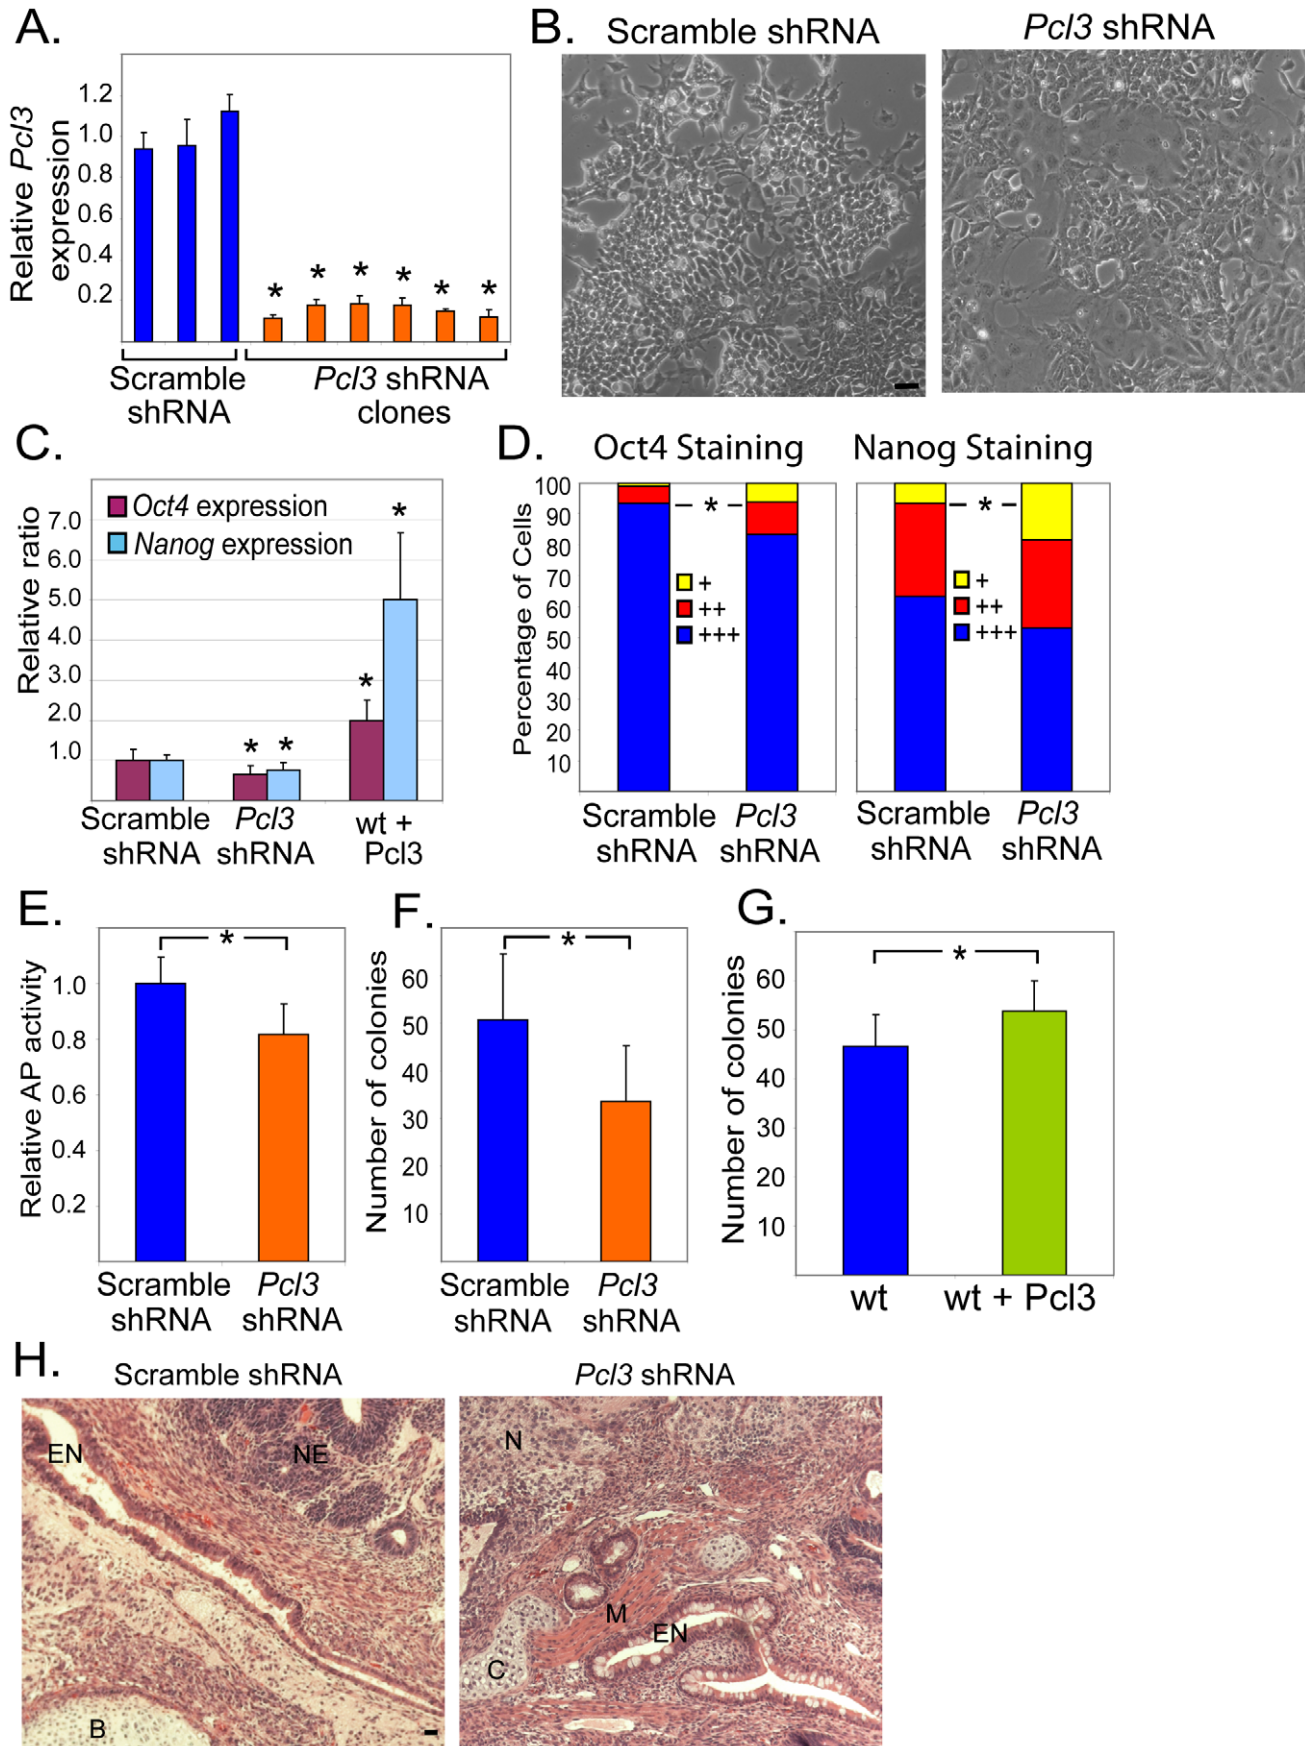 A.
Relative Pcl3
expression
1.2
1.0
0.8
0.6
0.4
0.2
* * * * * *
Scramble
shRNA
Pcl3 shRNA
clones
B.
Scramble shRNA
Pcl3 shRNA
C.
Relative ratio
Oct4 expression
Nanog expression
7.0
6.0
5.0
4.0
3.0
2.0
1.0
* * * *
Scramble
shRNA
Pcl3
shRNA
wt +
Pcl3
D.
Oct4 Staining
Nanog Staining
Percentage of Cells
100
90
80
70
60
50
40
30
20
10
*
+
++
+++
Scramble
shRNA
Pcl3
shRNA
*
+
++
+++
Scramble
shRNA
Pcl3
shRNA
E.
Relative AP activity
1.0
0.8
0.6
0.4
0.2
*
Scramble
shRNA
Pcl3
shRNA
F.
Number of colonies
60
50
40
30
20
10
*
Scramble
shRNA
Pcl3
shRNA
G.
Number of colonies
60
50
40
30
20
10
*
wt
wt + Pcl3
H.
Scramble shRNA
EN
NE
B
Pcl3 shRNA
N
M
EN
C